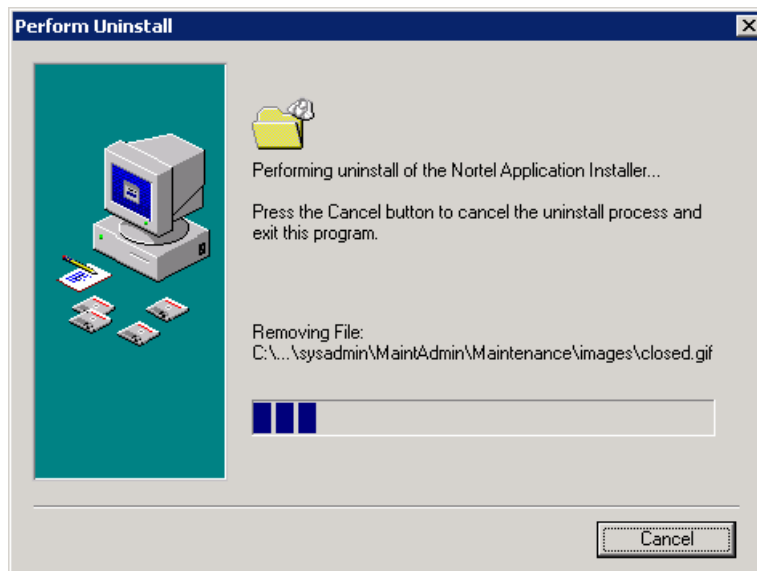 Perform Uninstall
Performing uninstall of the Nortel Application Installer...
Press the Cancel button to cancel the uninstall process and
exit this program.
Removing File:
C:\...\sysadmin\MaintAdmin\Maintenance\images\closed.gif
Cancel